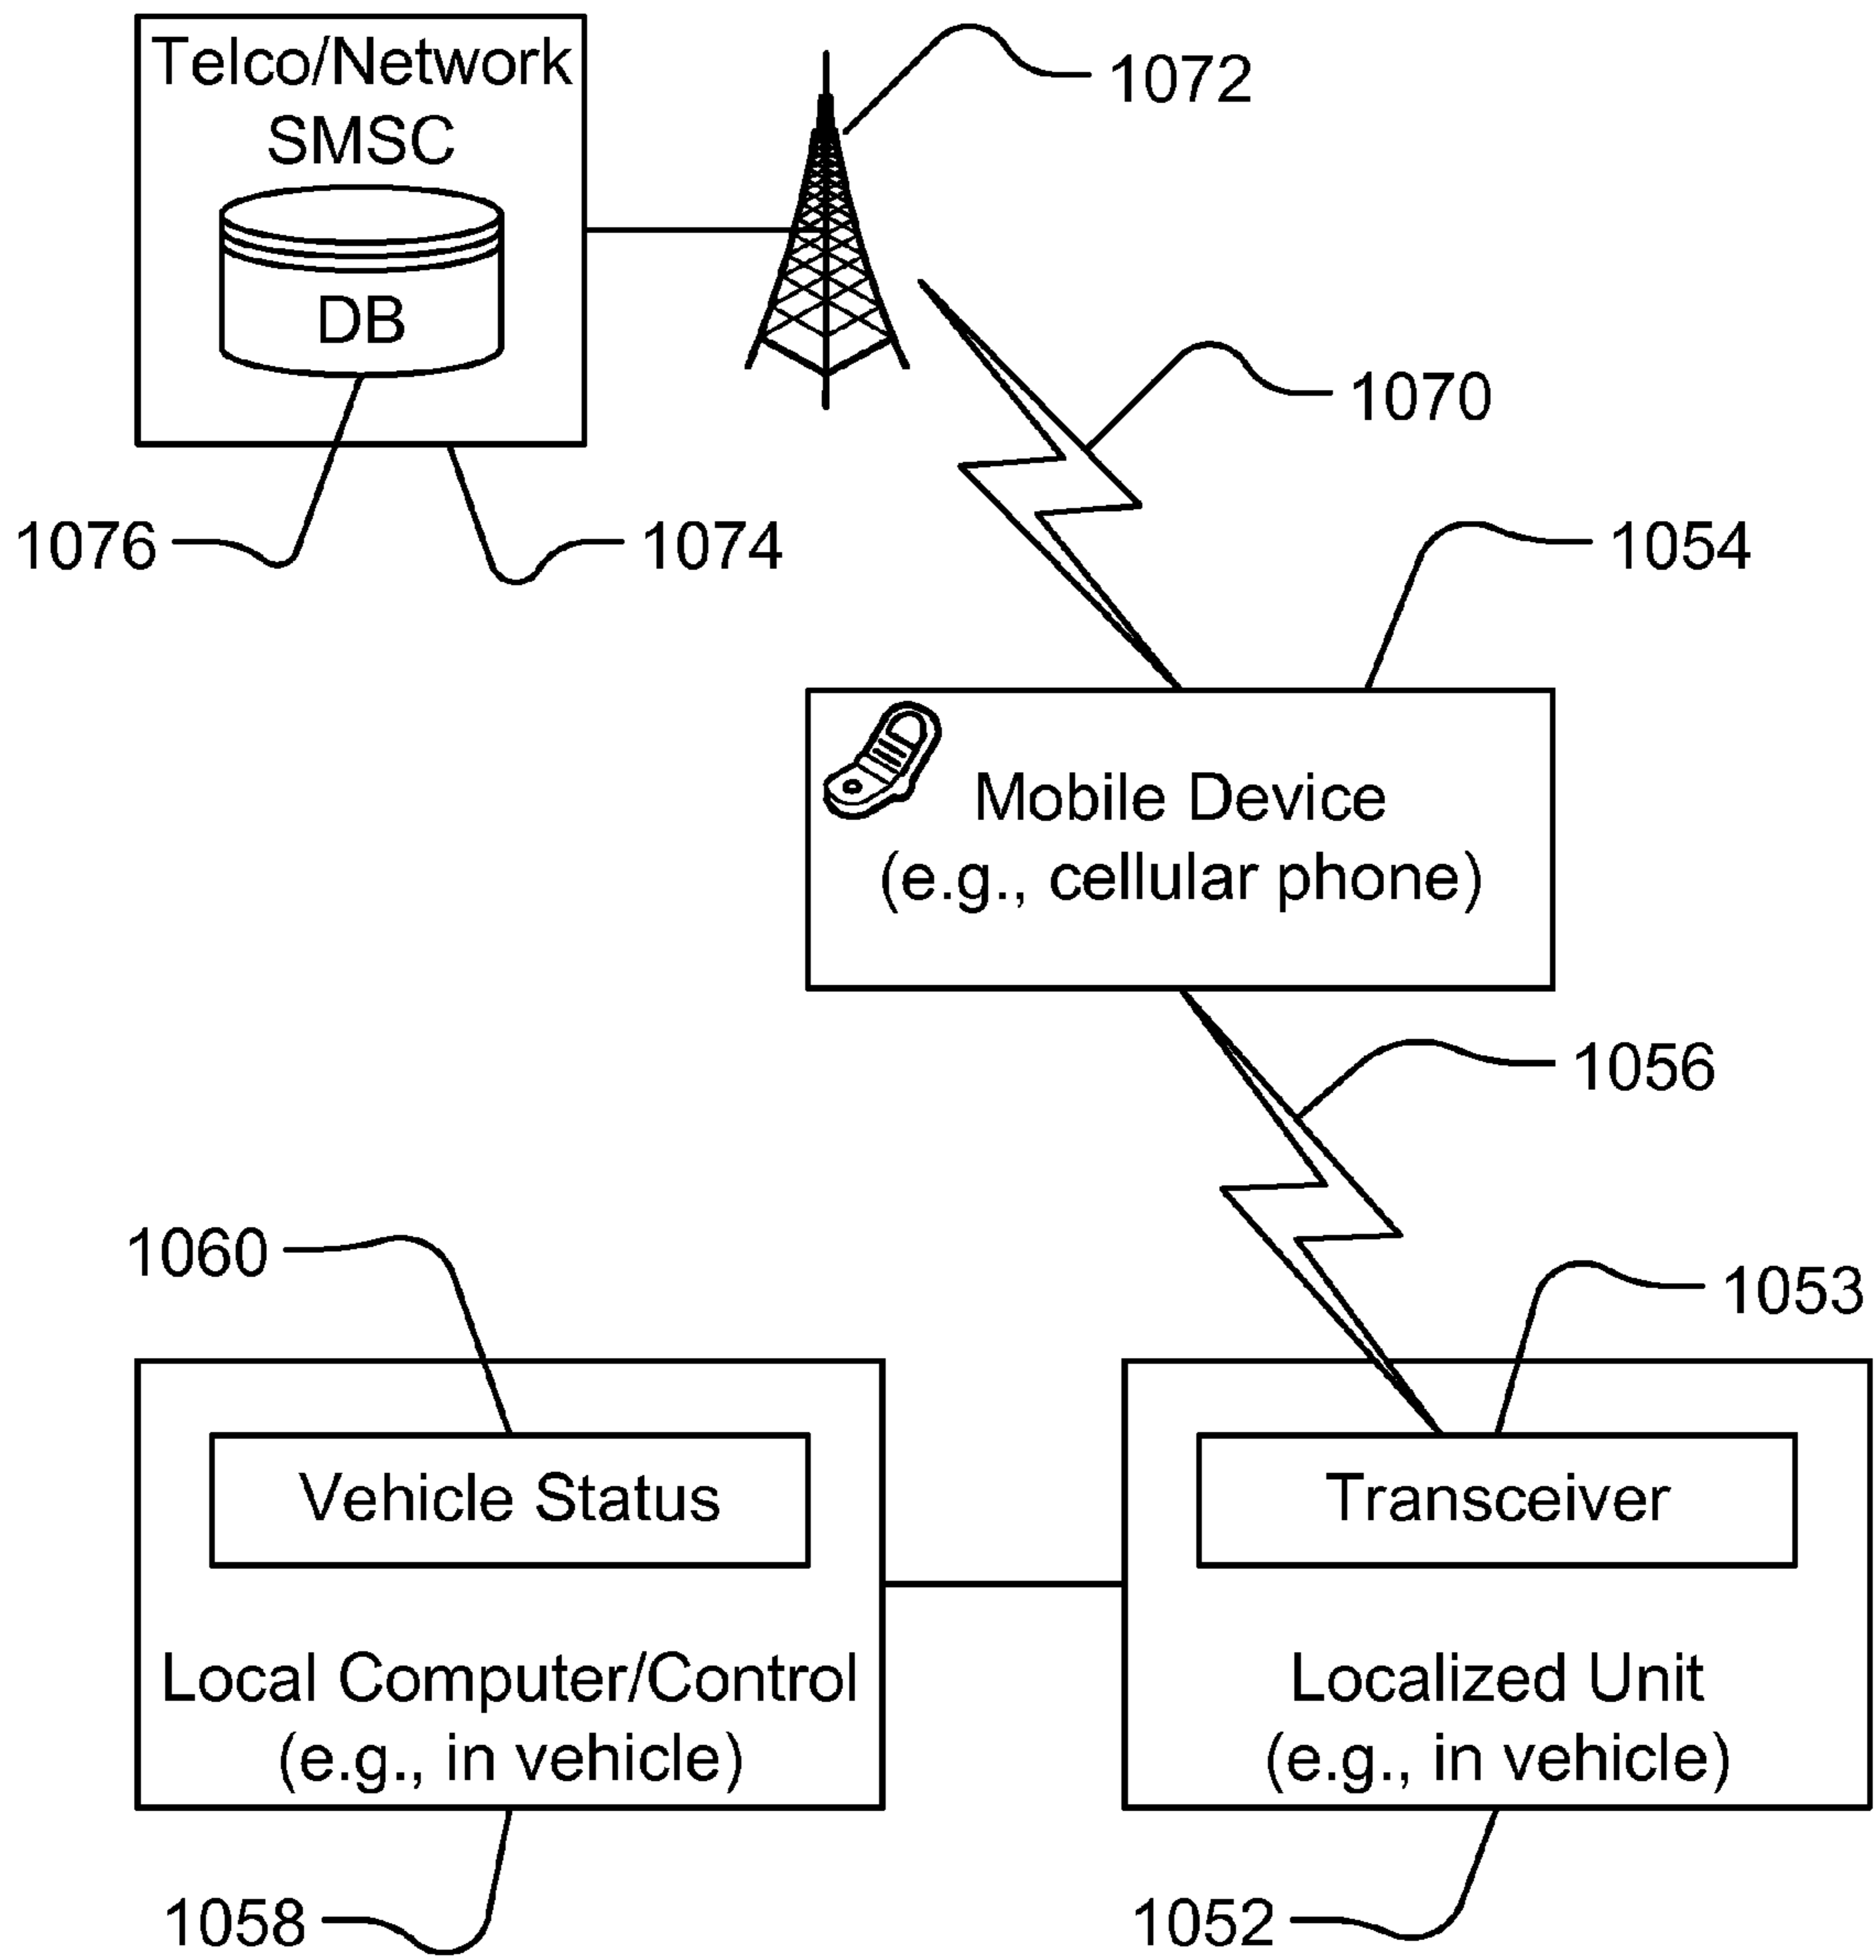 Telco/Network
SMSC
DB
1072
1070
1076
1074
1054
Mobile Device
(e.g., cellular phone)
1056
1060
1053
Vehicle Status
Transceiver
Local Computer/Control
(e.g., in vehicle)
Localized Unit
(e.g., in vehicle)
1058
1052